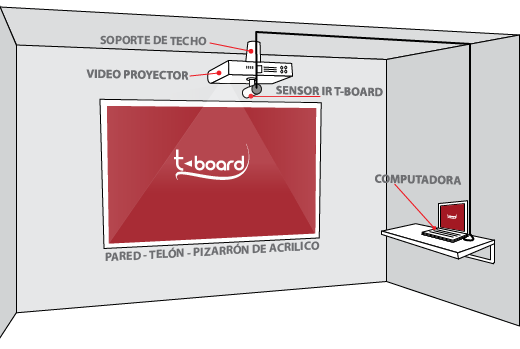 SOPORTE DE TECHO
VIDEO PROYECTOR
SENSOR IR T-BOARD
t-board
COMPUTADORA
PARED - TELÓN - PIZARRÓN DE ACRILICO